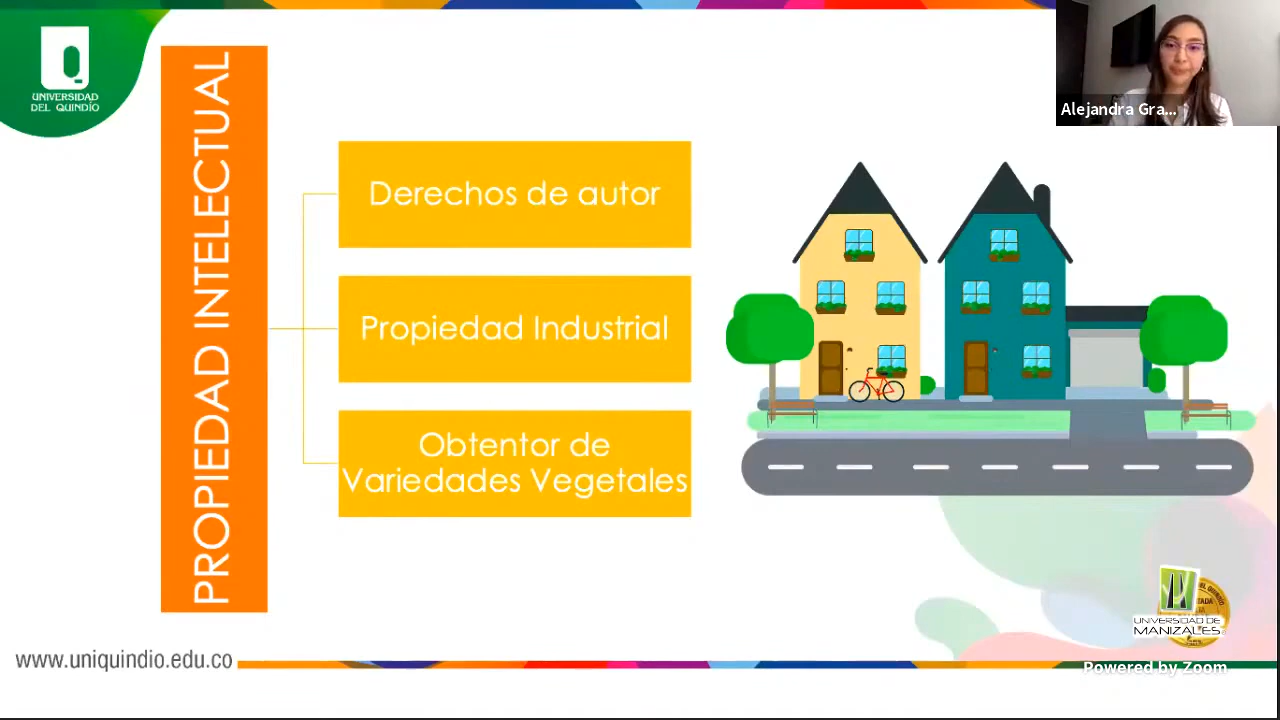 UNIVERSIDAD
DEL QUINDÍO
PROPIEDAD INTELECTUAL
Derechos de autor
Propiedad Industrial
Obtentor de
Variedades Vegetales
Alejandra Gra...
UNIVERSIDAD DE
MANIZALES
www.uniquindio.edu.co
Powered by Zoom